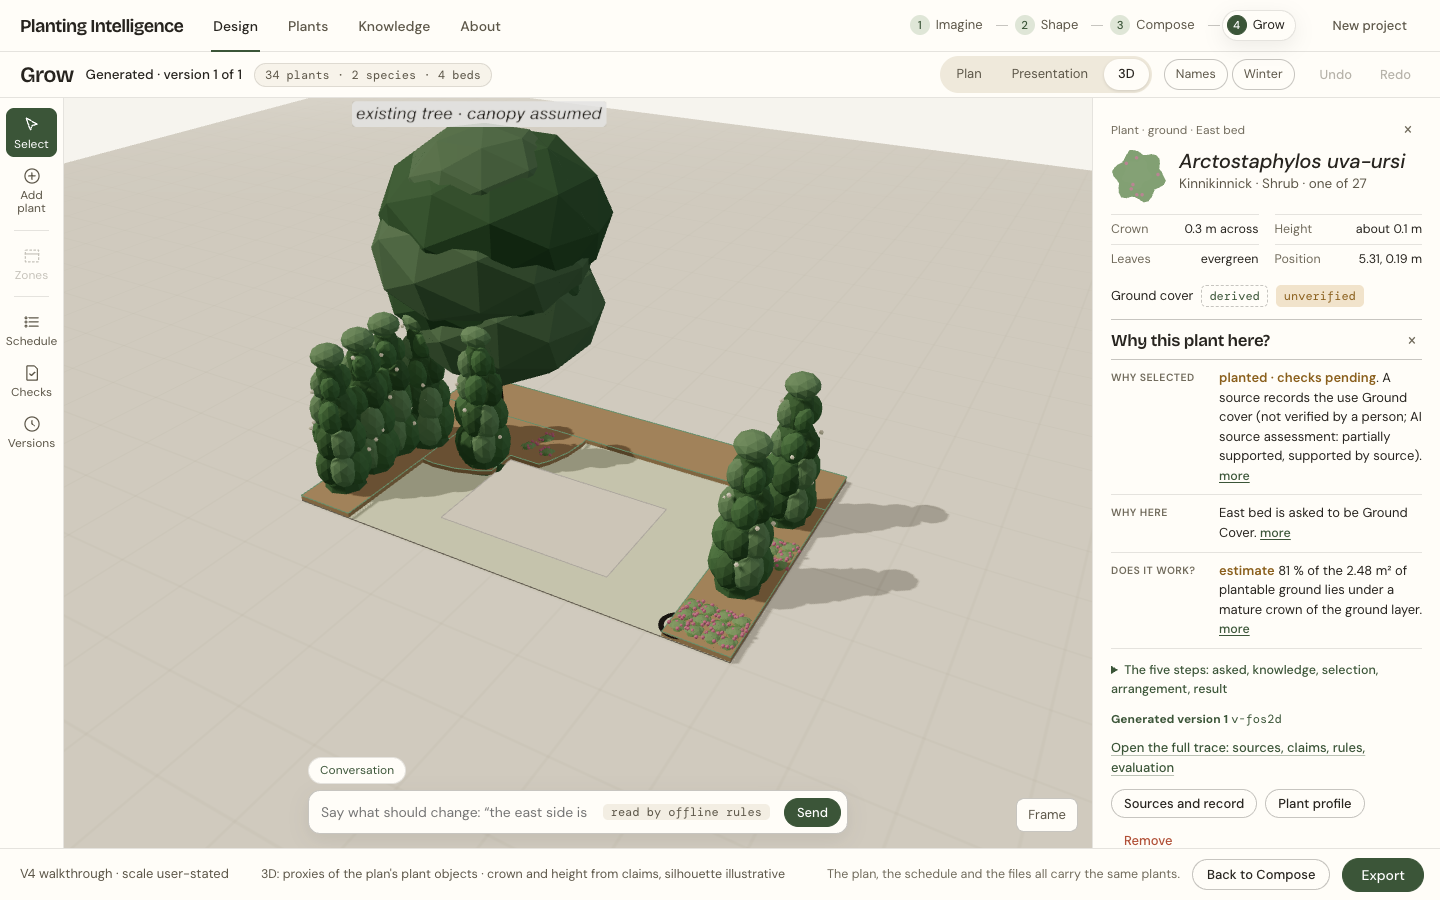 Planting Intelligence
Design
Plants
Knowledge
About
1 Imagine — 2 Shape — 3 Compose — 4 Grow
New project
Grow
Generated · version 1 of 1
34 plants · 2 species · 4 beds
Plan
Presentation
3D
Names
Winter
Undo
Redo
Select
Add
plant
Zones
Schedule
Checks
Versions
existing tree · canopy assumed
Conversation
Say what should change: “the east side is
read by offline rules
Send
Frame
Plant · ground · East bed
×
Arctostaphylos uva-ursi
Kinnikinnick · Shrub · one of 27
Crown 0.3 m across
Height about 0.1 m
Leaves evergreen
Position 5.31, 0.19 m
Ground cover derived unverified
Why this plant here? ×
WHY SELECTED
planted · checks pending. A
source records the use Ground
cover (not verified by a person; AI
source assessment: partially
supported, supported by source).
more
WHY HERE
East bed is asked to be Ground
Cover. more
DOES IT WORK?
estimate 81 % of the 2.48 m² of
plantable ground lies under a
mature crown of the ground layer.
more
▶ The five steps: asked, knowledge, selection,
arrangement, result
Generated version 1 v-fos2d
Open the full trace: sources, claims, rules,
evaluation
Sources and record
Plant profile
Remove
V4 walkthrough · scale user-stated
3D: proxies of the plan's plant objects · crown and height from claims, silhouette illustrative
The plan, the schedule and the files all carry the same plants.
Back to Compose
Export